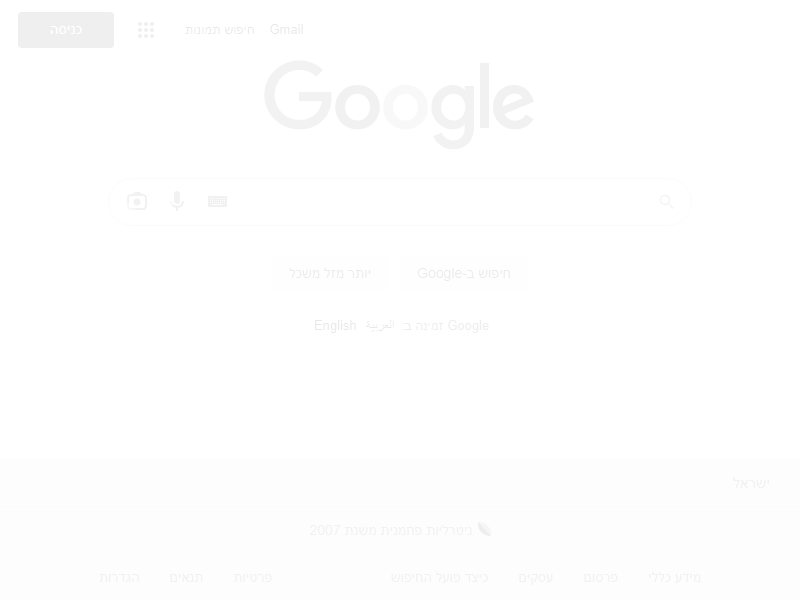 Gmail חיפוש תמונות כניסה
Google
חיפוש ב-Google יותר מזל משכל
Google זמינה ב: العربية English
ישראל
ניטרליות פחמנית משנת 2007
מידע כללי פרסום עסקים כיצד פועל החיפוש פרטיות תנאים הגדרות